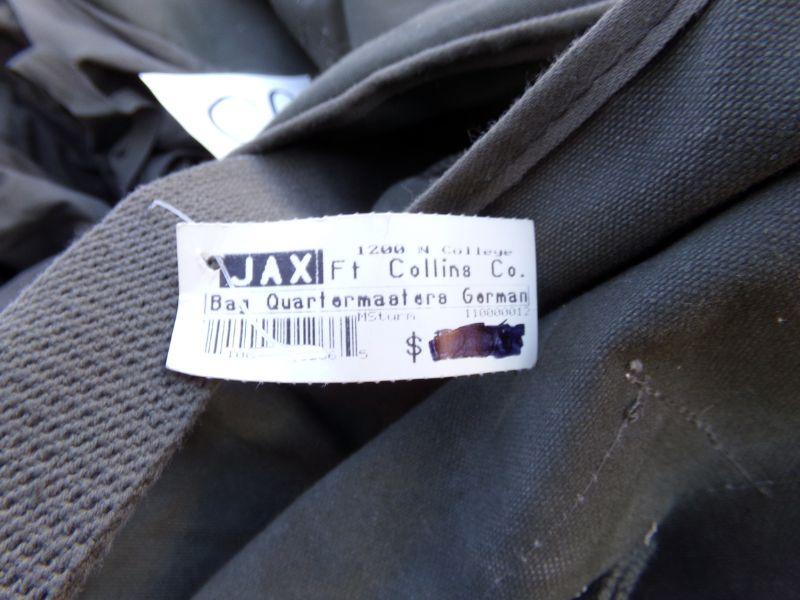 1200 N College
JAX Ft Collins Co.
Bag Quartermasters German
MSturm 110000012
$